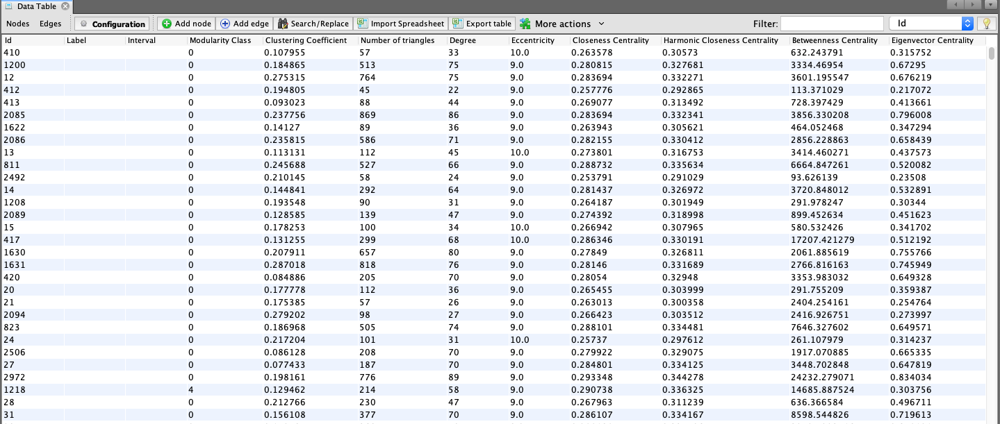 Data Table
Nodes Edges Configuration Add node Add edge Search/Replace Import Spreadsheet Export table More actions Filter: Id
Id Label Interval Modularity Class Clustering Coefficient Number of triangles Degree Eccentricity Closeness Centrality Harmonic Closeness Centrality Betweenness Centrality Eigenvector Centrality
410 0 0.107955 57 33 10.0 0.263578 0.30573 632.243791 0.315752
1200 0 0.184865 513 75 9.0 0.280815 0.327681 3334.46954 0.67295
12 0 0.275315 764 75 9.0 0.283694 0.332271 3601.195547 0.676219
412 0 0.194805 45 22 9.0 0.257776 0.292865 113.371029 0.217072
413 0 0.093023 88 44 9.0 0.269077 0.313492 728.397429 0.413661
2085 0 0.237756 869 86 9.0 0.283694 0.332341 3856.330208 0.796008
1622 0 0.14127 89 36 9.0 0.263943 0.305621 464.052468 0.347294
2086 0 0.235815 586 71 9.0 0.282155 0.330412 2856.228863 0.658439
13 0 0.113131 112 45 10.0 0.273801 0.316753 3414.460271 0.437573
811 0 0.245688 527 66 9.0 0.288732 0.335634 6664.847261 0.520082
2492 0 0.210145 58 24 9.0 0.253791 0.291029 93.626139 0.23508
14 0 0.144841 292 64 9.0 0.281437 0.326972 3720.848012 0.532891
1208 0 0.193548 90 31 9.0 0.264187 0.301949 291.978247 0.30344
2089 0 0.128585 139 47 9.0 0.274392 0.318998 899.452634 0.451623
15 0 0.178253 100 34 10.0 0.266942 0.307965 580.532426 0.341702
417 0 0.131255 299 68 10.0 0.286346 0.330191 17207.421279 0.512192
1630 0 0.207911 657 80 9.0 0.27849 0.326811 2061.885619 0.755766
1631 0 0.287018 818 76 9.0 0.28146 0.331689 2766.816163 0.745949
420 0 0.084886 205 70 9.0 0.28054 0.32948 3353.983032 0.649328
20 0 0.177778 112 36 9.0 0.265455 0.303999 291.755209 0.359387
21 0 0.175385 57 26 9.0 0.263013 0.300358 2404.254161 0.254764
2094 0 0.279202 98 27 9.0 0.266423 0.303512 2416.926751 0.273997
823 0 0.186968 505 74 9.0 0.288101 0.334481 7646.327602 0.649571
24 0 0.217204 101 31 10.0 0.25737 0.297612 261.107979 0.314237
2506 0 0.086128 208 70 9.0 0.279922 0.329075 1917.070885 0.665335
27 0 0.077433 187 70 9.0 0.284801 0.334125 3448.702848 0.647819
2972 0 0.198161 776 89 9.0 0.293348 0.344278 24232.279071 0.834034
1218 4 0.129462 214 58 9.0 0.290738 0.336325 14685.887524 0.303756
28 0 0.212766 230 47 9.0 0.267963 0.311239 636.366584 0.496711
31 0 0.156108 377 70 9.0 0.286107 0.334167 8598.544826 0.719613